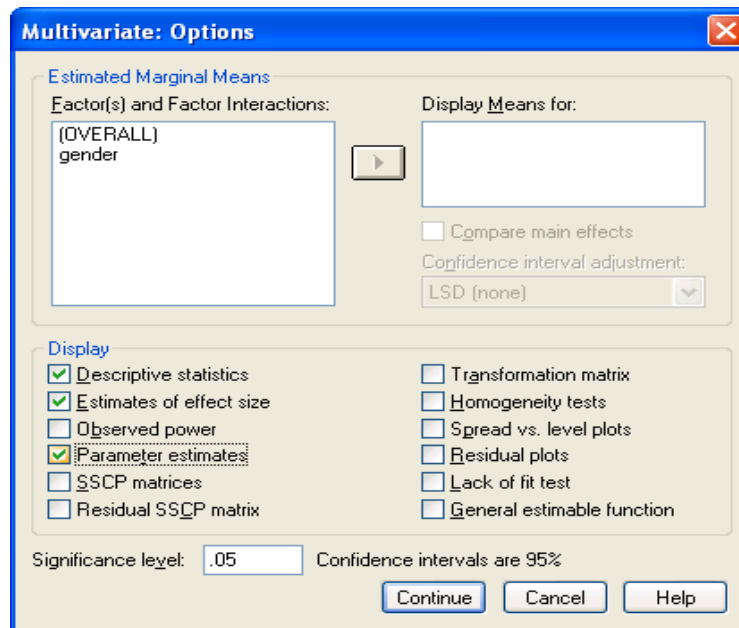 Multivariate: Options
Estimated Marginal Means
Factor(s) and Factor Interactions:
(OVERALL)
gender
Display Means for:
Compare main effects
Confidence interval adjustment:
LSD (none)
Display
Descriptive statistics
Estimates of effect size
Observed power
Parameter estimates
SSCP matrices
Residual SSCP matrix
Transformation matrix
Homogeneity tests
Spread vs. level plots
Residual plots
Lack of fit test
General estimable function
Significance level: .05 Confidence intervals are 95%
Continue Cancel Help